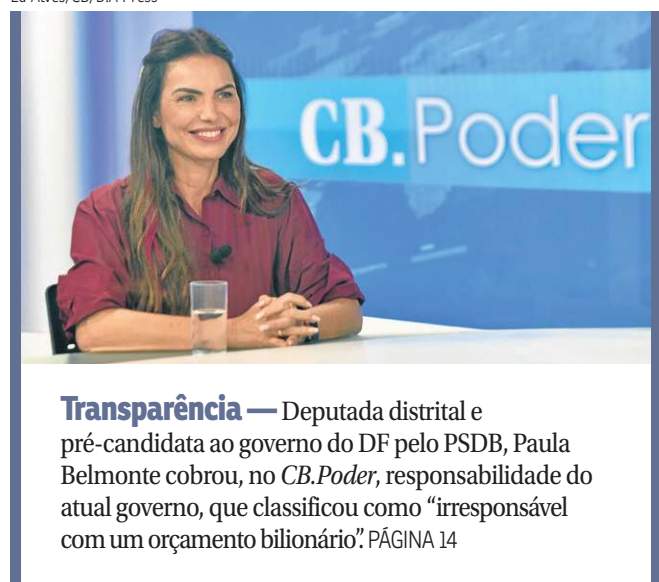 Ed Alves/CB/DIA Press
CB.Poder
Transparência — Deputada distrital e
pré-candidata ao governo do DF pelo PSDB, Paula
Belmonte cobrou, no CB.Poder, responsabilidade do
atual governo, que classificou como “irresponsável
com um orçamento bilionário”. PÁGINA 14